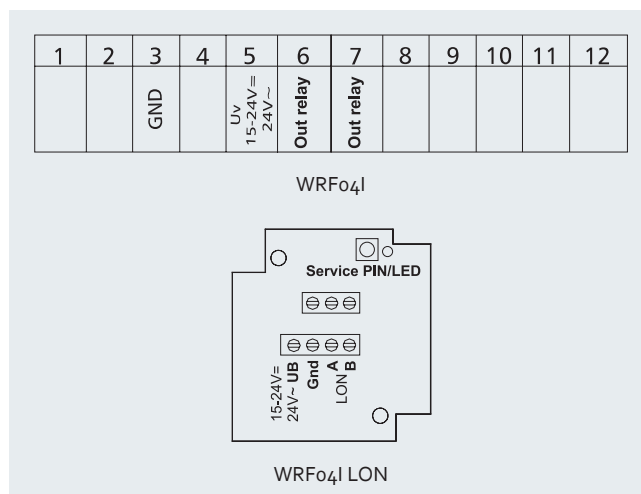 1 2 3 4 5 6 7 8 9 10 11 12
GND
Uv
15-24V=
24V~
Out relay
Out relay
WRF04I
Service PIN/LED
15-24V=
24V~ UB
Gnd
A
LON
B
WRF04I LON